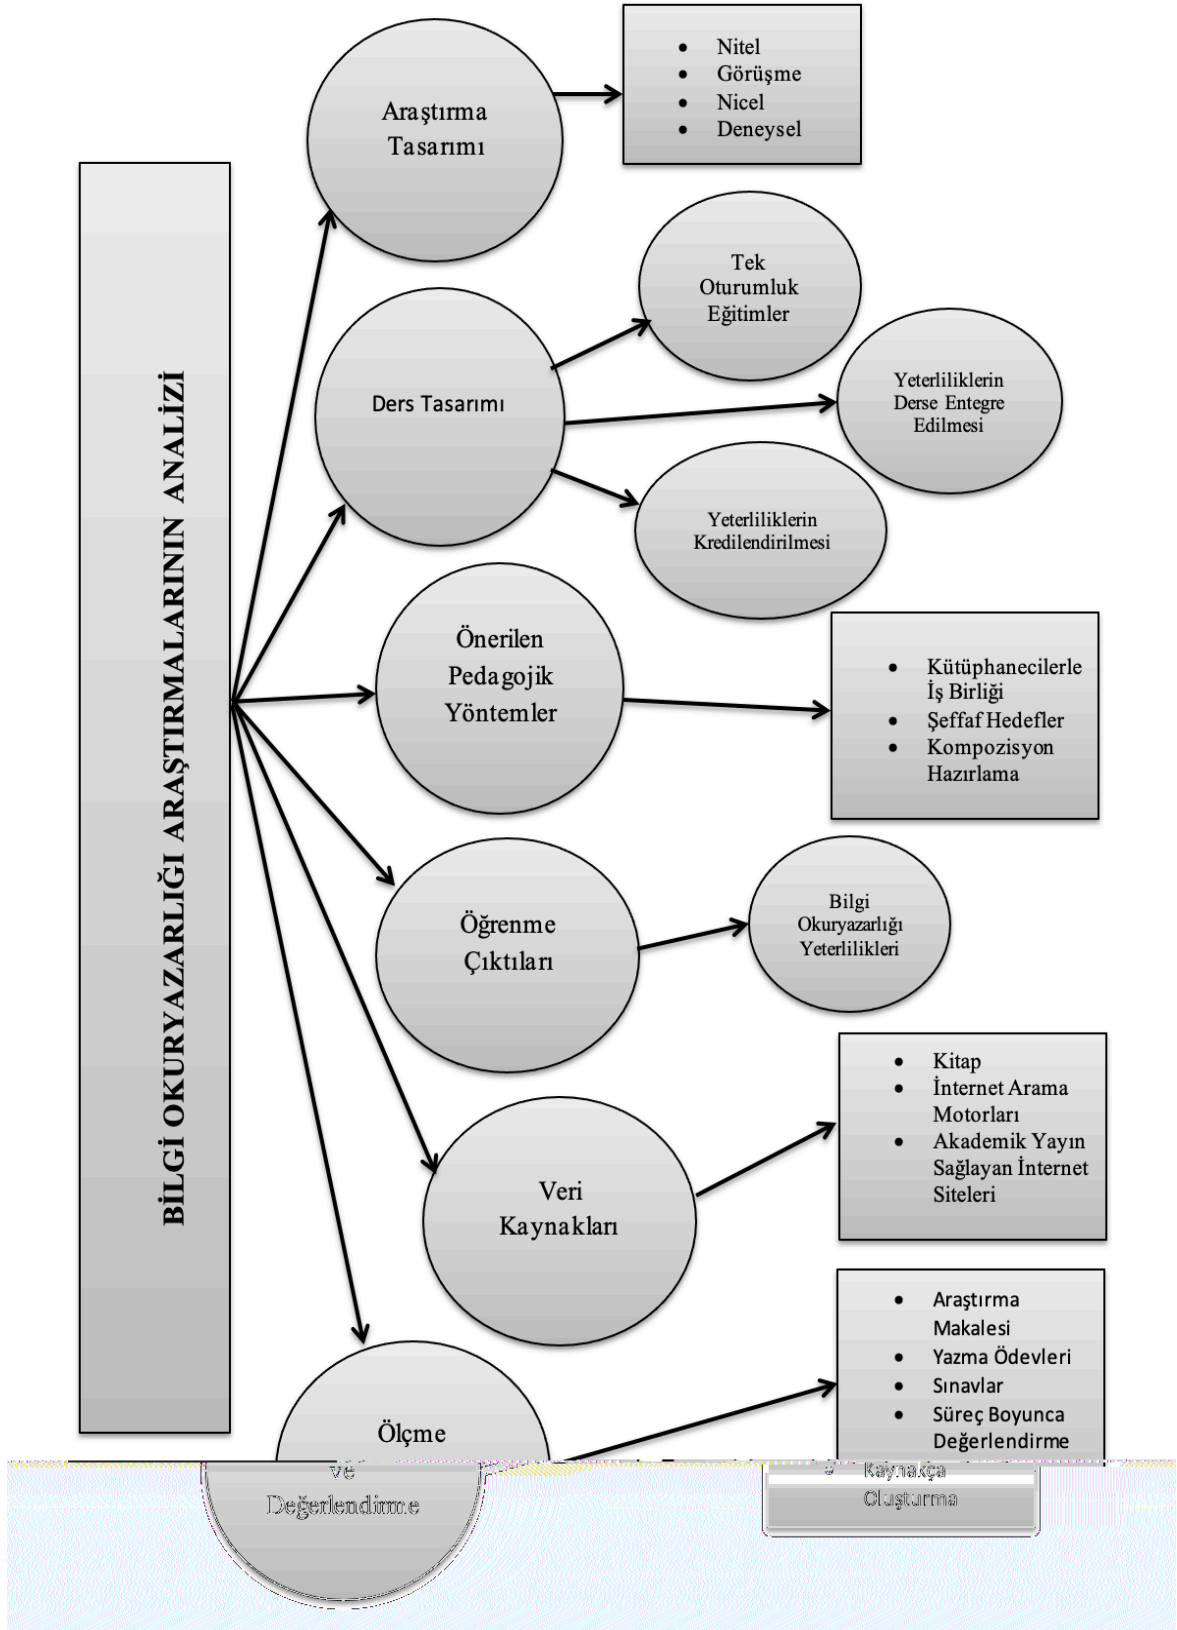 BİLGİ OKURYAZARLIĞI ARAŞTIRMALARININ ANALİZİ
Araştırma
Tasarımı
• Nitel
• Görüşme
• Nicel
• Deneysel
Ders Tasarımı
Tek
Oturumluk
Eğitimler
Yeterliliklerin
Derse Entegre
Edilmesi
Yeterliliklerin
Kredilendirilmesi
Önerilen
Pedagojik
Yöntemler
• Kütüphanecilerle
İş Birliği
• Şeffaf Hedefler
• Kompozisyon
Hazırlama
Öğrenme
Çıktıları
Bilgi
Okuryazarlığı
Yeterlilikleri
Veri
Kaynakları
• Kitap
• İnternet Arama
Motorları
• Akademik Yayın
Sağlayan İnternet
Siteleri
Ölçme
ve
Değerlendirme
• Araştırma
Makalesi
• Yazma Ödevleri
• Sınavlar
• Süreç Boyunca
Değerlendirme
Kaynakça
Oluşturma